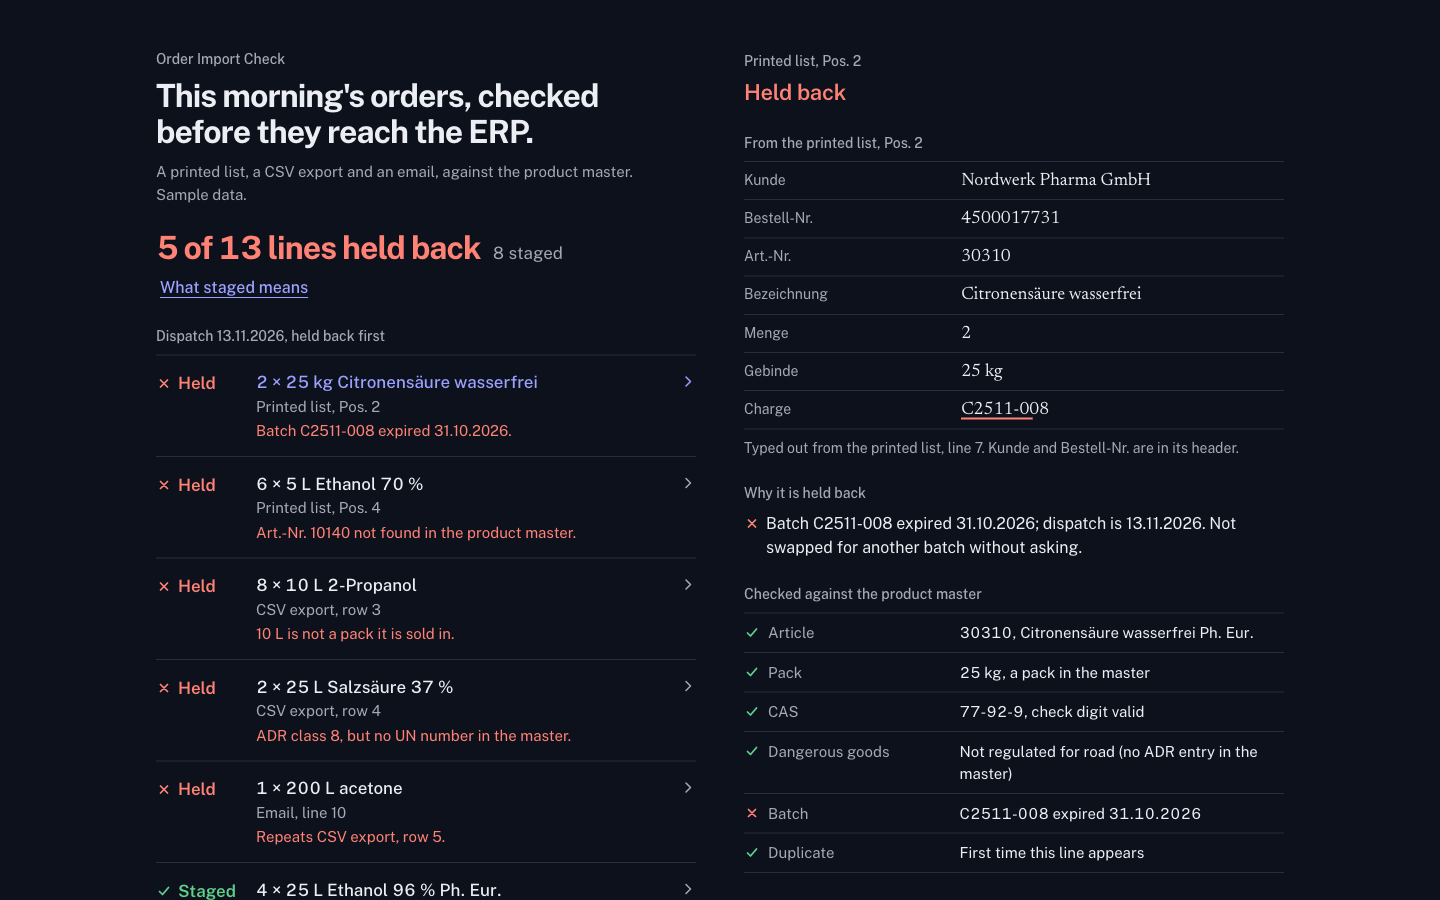 Order Import Check
This morning's orders, checked
before they reach the ERP.
A printed list, a CSV export and an email, against the product master.
Sample data.
5 of 13 lines held back 8 staged
What staged means
Dispatch 13.11.2026, held back first
Held 2 × 25 kg Citronensäure wasserfrei
Printed list, Pos. 2
Batch C2511-008 expired 31.10.2026.
Held 6 × 5 L Ethanol 70 %
Printed list, Pos. 4
Art.-Nr. 10140 not found in the product master.
Held 8 × 10 L 2-Propanol
CSV export, row 3
10 L is not a pack it is sold in.
Held 2 × 25 L Salzsäure 37 %
CSV export, row 4
ADR class 8, but no UN number in the master.
Held 1 × 200 L acetone
Email, line 10
Repeats CSV export, row 5.
Staged 4 × 25 L Ethanol 96 % Ph. Eur.
Printed list, Pos. 2
Held back
From the printed list, Pos. 2
Kunde Nordwerk Pharma GmbH
Bestell-Nr. 4500017731
Art.-Nr. 30310
Bezeichnung Citronensäure wasserfrei
Menge 2
Gebinde 25 kg
Charge C2511-008
Typed out from the printed list, line 7. Kunde and Bestell-Nr. are in its header.
Why it is held back
Batch C2511-008 expired 31.10.2026; dispatch is 13.11.2026. Not
swapped for another batch without asking.
Checked against the product master
Article 30310, Citronensäure wasserfrei Ph. Eur.
Pack 25 kg, a pack in the master
CAS 77-92-9, check digit valid
Dangerous goods Not regulated for road (no ADR entry in the
master)
Batch C2511-008 expired 31.10.2026
Duplicate First time this line appears